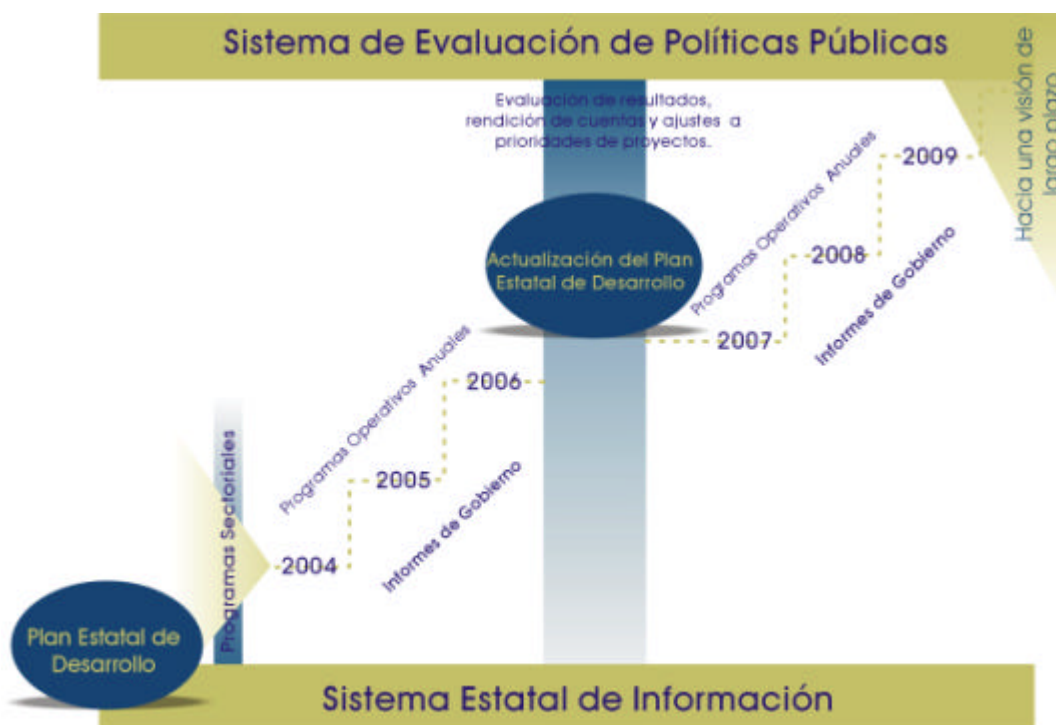 Sistema de Evaluación de Políticas Públicas
Hacia una visión de
largo plazo
Evaluación de resultados,
rendición de cuentas y ajustes a
prioridades de proyectos.
2009
Programas Operativos Anuales
2008
Actualización del Plan
Estatal de Desarrollo
Informes de Gobierno
2007
2006
Programas Operativos Anuales
2005
Informes de Gobierno
2004
Programas Sectoriales
Plan Estatal de
Desarrollo
Sistema Estatal de Información